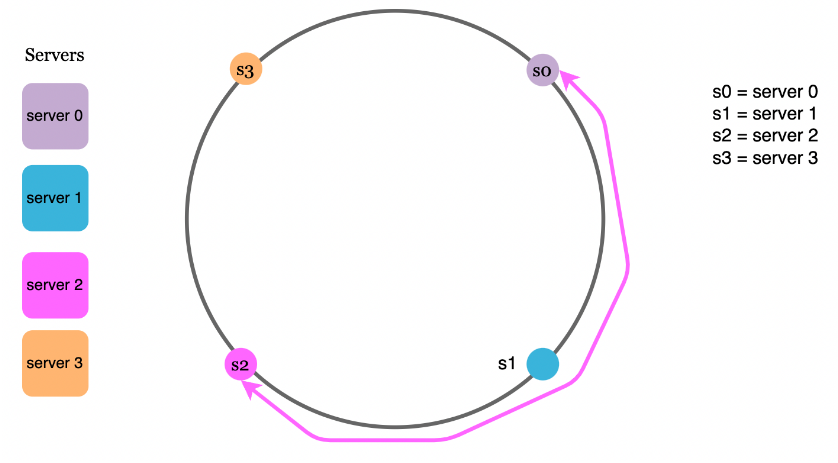 Servers
server 0
server 1
server 2
server 3
s3
s0
s2
s1
s0 = server 0
s1 = server 1
s2 = server 2
s3 = server 3